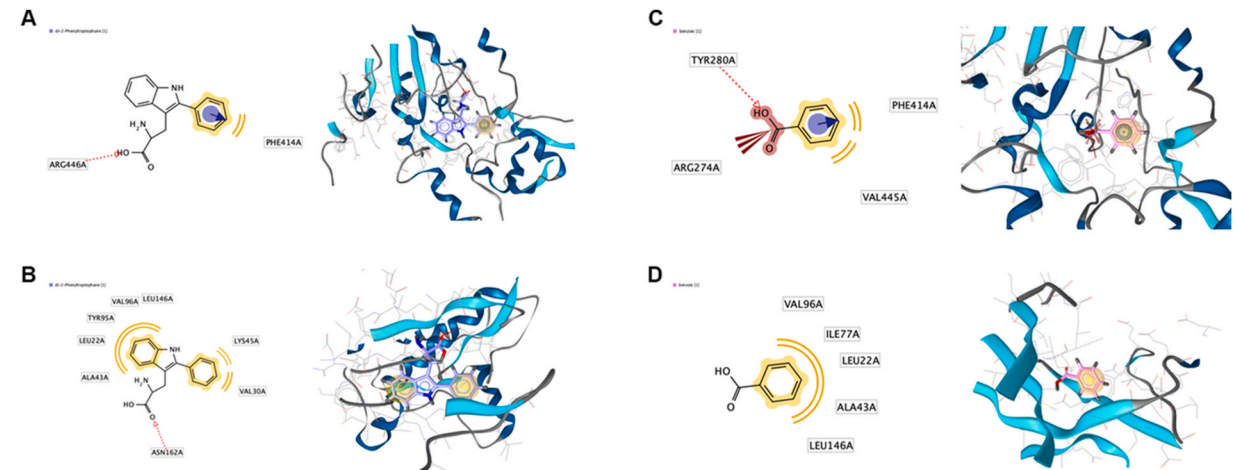 A
dl-2-Phenyltryptophane [1]
NH
H₂N
HO
O
ARG446A
PHE414A
C
benzoic [1]
TYR280A
HO
O
ARG274A
PHE414A
VAL445A
B
dl-2-Phenyltryptophane [1]
VAL96A LEU146A
TYR95A
LEU22A
ALA43A
NH
H₂N
HO
O
LYS45A
VAL30A
ASN162A
D
benzoic [1]
VAL96A
ILE77A
LEU22A
ALA43A
LEU146A
HO
O